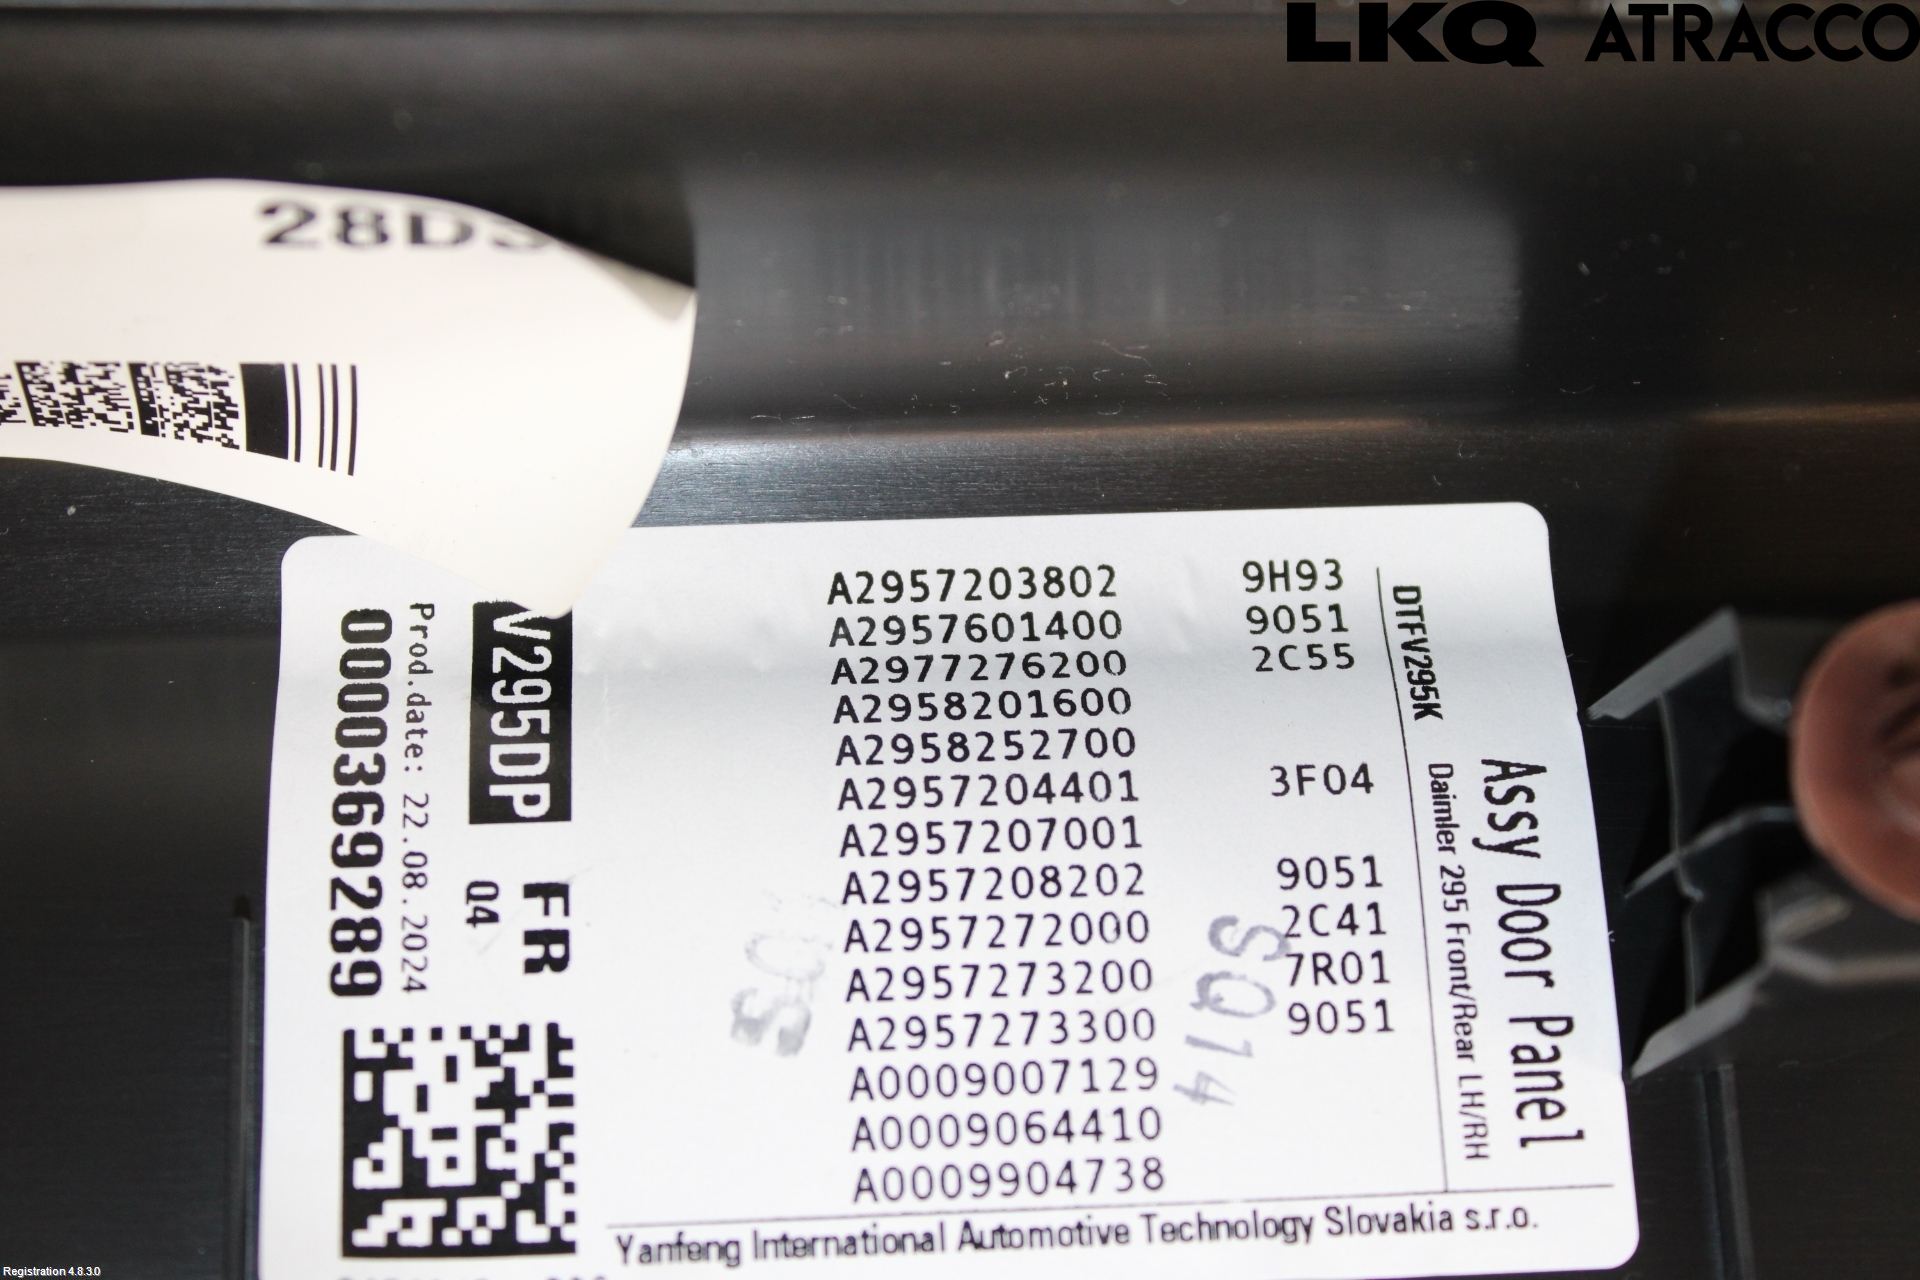 LKQ ATRACCO
28D
A2957203802 9H93
A2957601400 9051
A2977276200 2C55
A2958201600
A2958252700
A2957204401 3F04
A2957207001
A2957208202 9051
A2957272000 2C41
A2957273200 7R01
A2957273300 9051
A0009007129
A0009064410
A0009904738
Yanfeng International Automotive Technology Slovakia s.r.o.
DTFV295K
Daimler 295 Front/Rear LH/RH
Assy Door Panel
V295DP FR
Q4
Prod.date: 22.08.2024
0000369289
SQ14
Registration 4.8.3.0